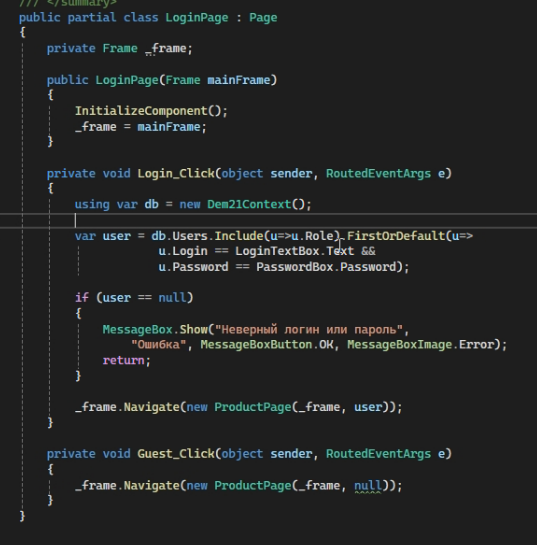 /// </summary>
public partial class LoginPage : Page
{
private Frame _frame;
public LoginPage(Frame mainFrame)
{
InitializeComponent();
_frame = mainFrame;
}
private void Login_Click(object sender, RoutedEventArgs e)
{
using var db = new Dem21Context();
var user = db.Users.Include(u=>u.Role).FirstOrDefault(u=>
u.Login == LoginTextBox.Text &&
u.Password == PasswordBox.Password);
if (user == null)
{
MessageBox.Show("Неверный логин или пароль",
"Ошибка", MessageBoxButton.OK, MessageBoxImage.Error);
return;
}
_frame.Navigate(new ProductPage(_frame, user));
}
private void Guest_Click(object sender, RoutedEventArgs e)
{
_frame.Navigate(new ProductPage(_frame, null));
}
}